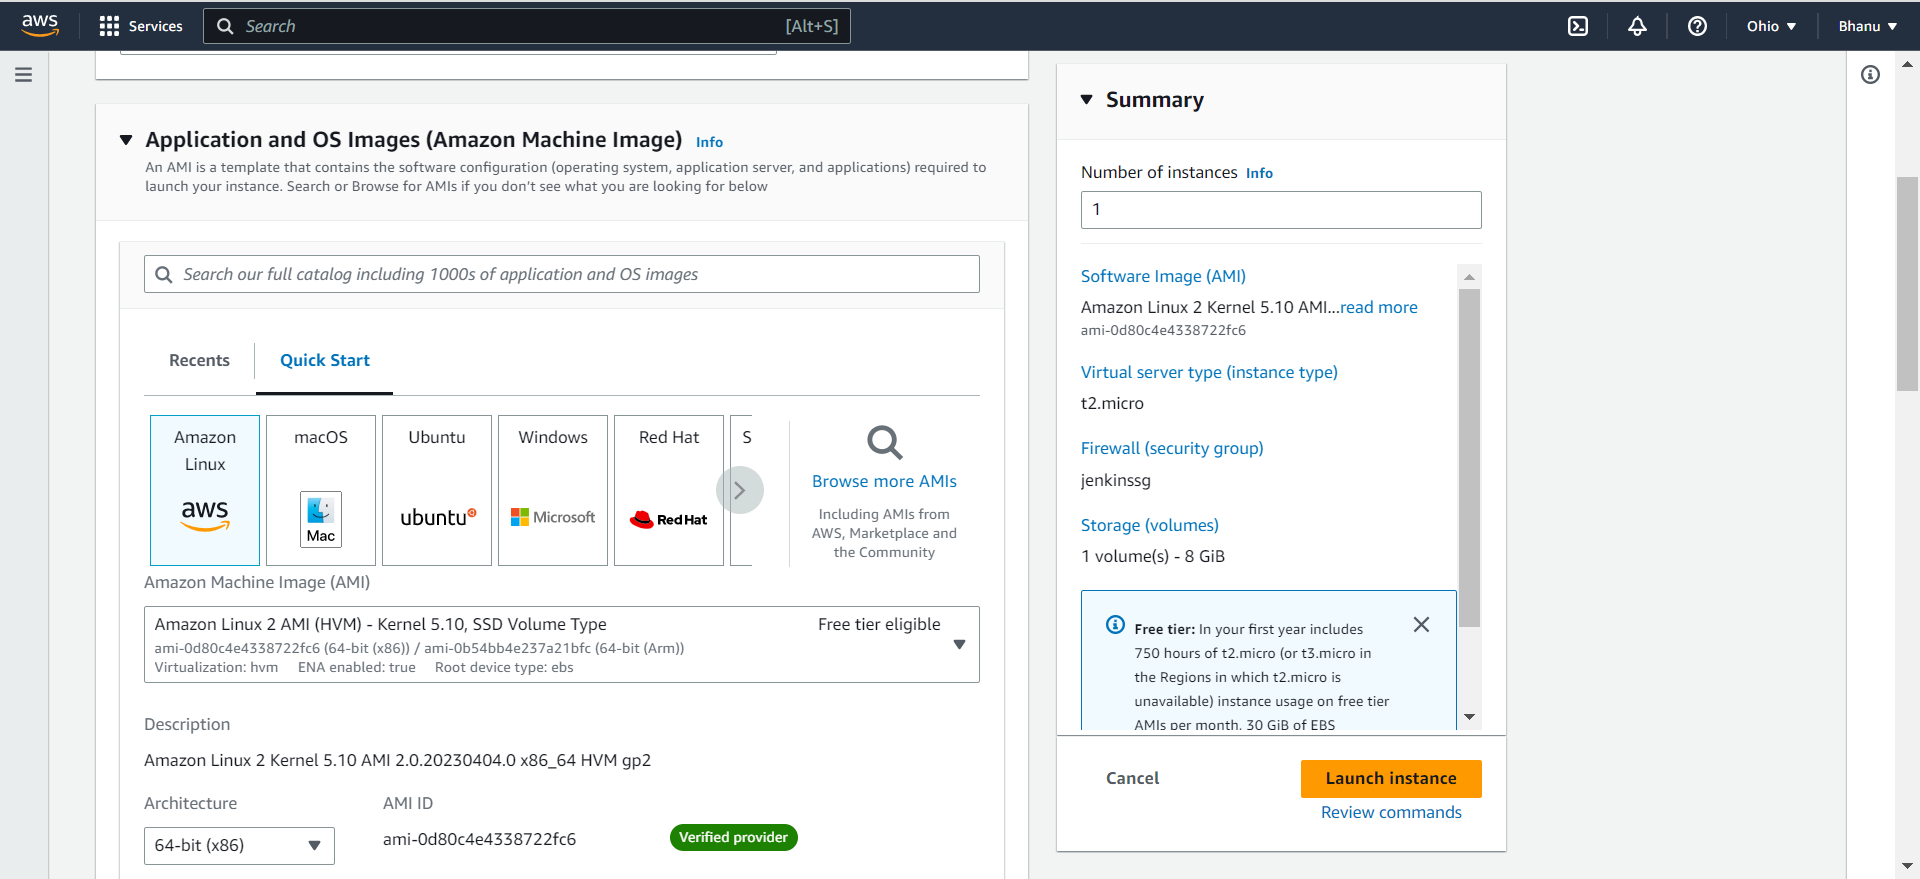 aws
Services
Search [Alt+S]
Ohio
Bhanu
Application and OS Images (Amazon Machine Image) Info
An AMI is a template that contains the software configuration (operating system, application server, and applications) required to
launch your instance. Search or Browse for AMIs if you don’t see what you are looking for below
Search our full catalog including 1000s of application and OS images
Recents
Quick Start
Amazon
Linux
aws
macOS
Mac
Ubuntu
ubuntu
Windows
Microsoft
Red Hat
Red Hat
S
Browse more AMIs
Including AMIs from
AWS, Marketplace and
the Community
Amazon Machine Image (AMI)
Amazon Linux 2 AMI (HVM) - Kernel 5.10, SSD Volume Type
Free tier eligible
ami-0d80c4e4338722fc6 (64-bit (x86)) / ami-0b54bb4e237a21bfc (64-bit (Arm))
Virtualization: hvm ENA enabled: true Root device type: ebs
Description
Amazon Linux 2 Kernel 5.10 AMI 2.0.20230404.0 x86_64 HVM gp2
Architecture
AMI ID
64-bit (x86)
ami-0d80c4e4338722fc6
Verified provider
Summary
Number of instances Info
1
Software Image (AMI)
Amazon Linux 2 Kernel 5.10 AMI...read more
ami-0d80c4e4338722fc6
Virtual server type (instance type)
t2.micro
Firewall (security group)
jenkinssg
Storage (volumes)
1 volume(s) - 8 GiB
Free tier: In your first year includes
750 hours of t2.micro (or t3.micro in
the Regions in which t2.micro is
unavailable) instance usage on free tier
AMIs per month, 30 GiB of EBS
Cancel
Launch instance
Review commands